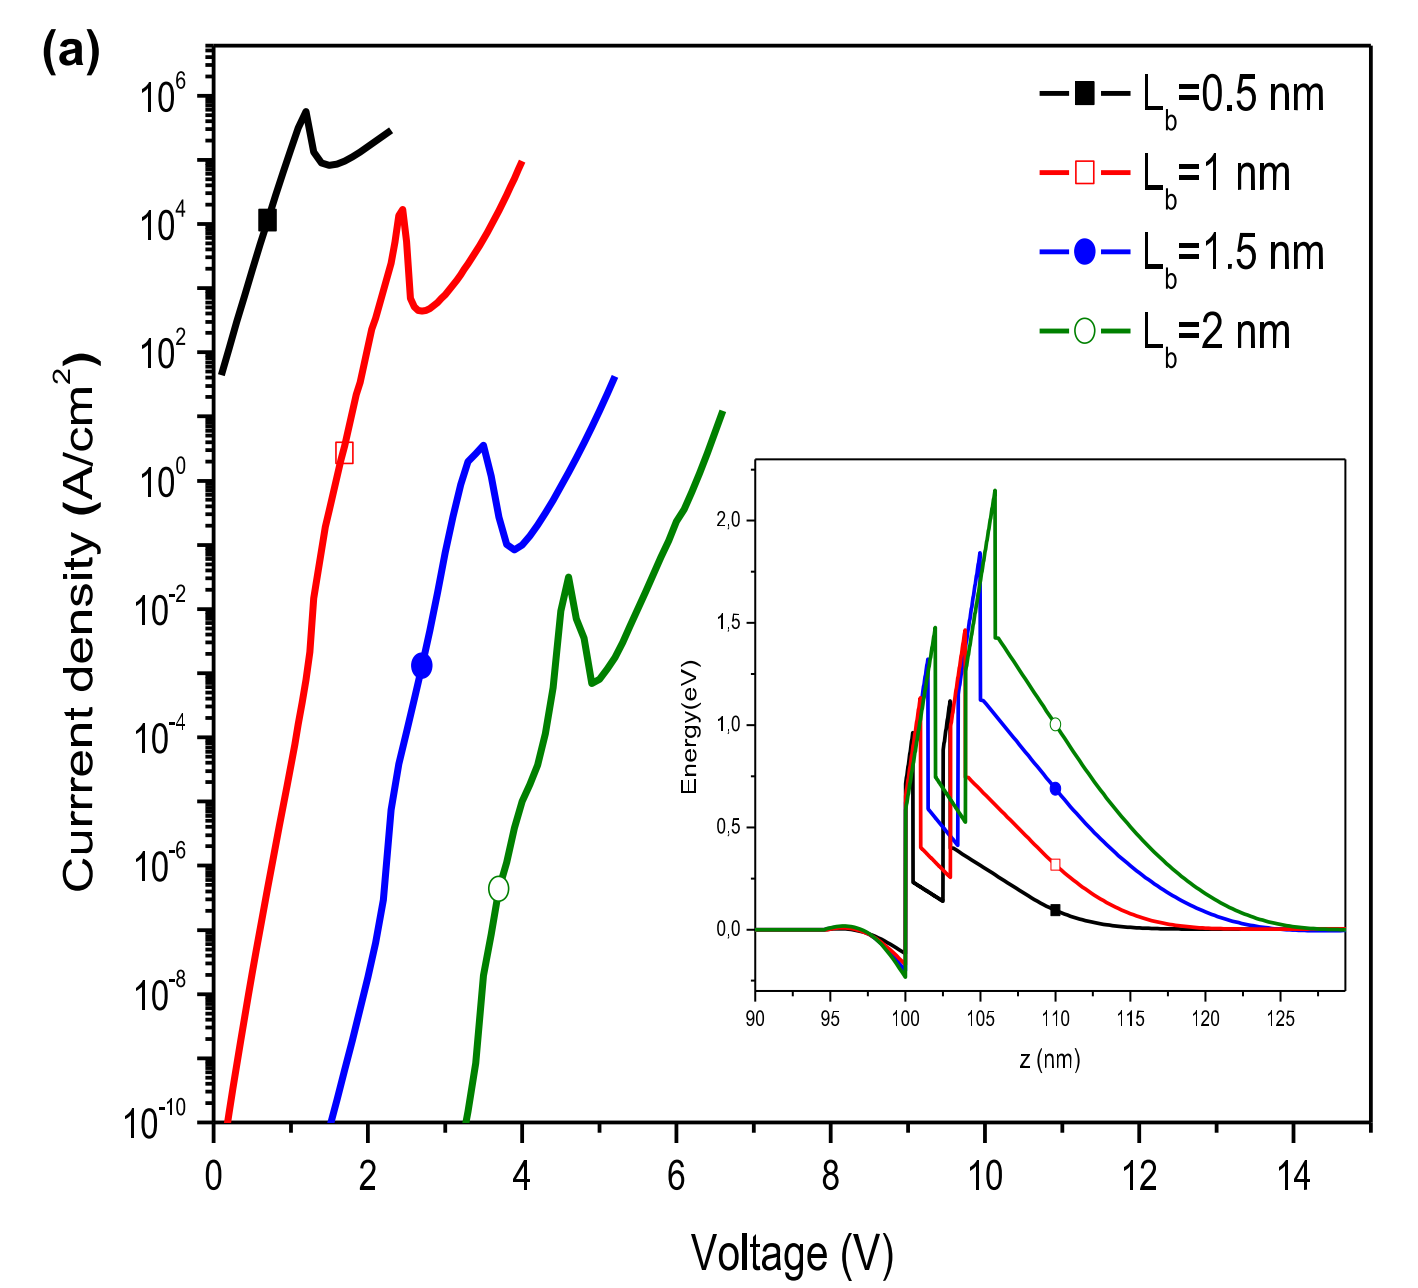 (a)
10^6
10^4
10^2
10^0
10^-2
10^-4
10^-6
10^-8
10^-10
Currrent density (A/cm^2)
0 2 4 6 8 10 12 14
Voltage (V)
L_b=0.5 nm
L_b=1 nm
L_b=1.5 nm
L_b=2 nm
2,0
1,5
1,0
0,5
0,0
Energy(eV)
90 95 100 105 110 115 120 125
z (nm)